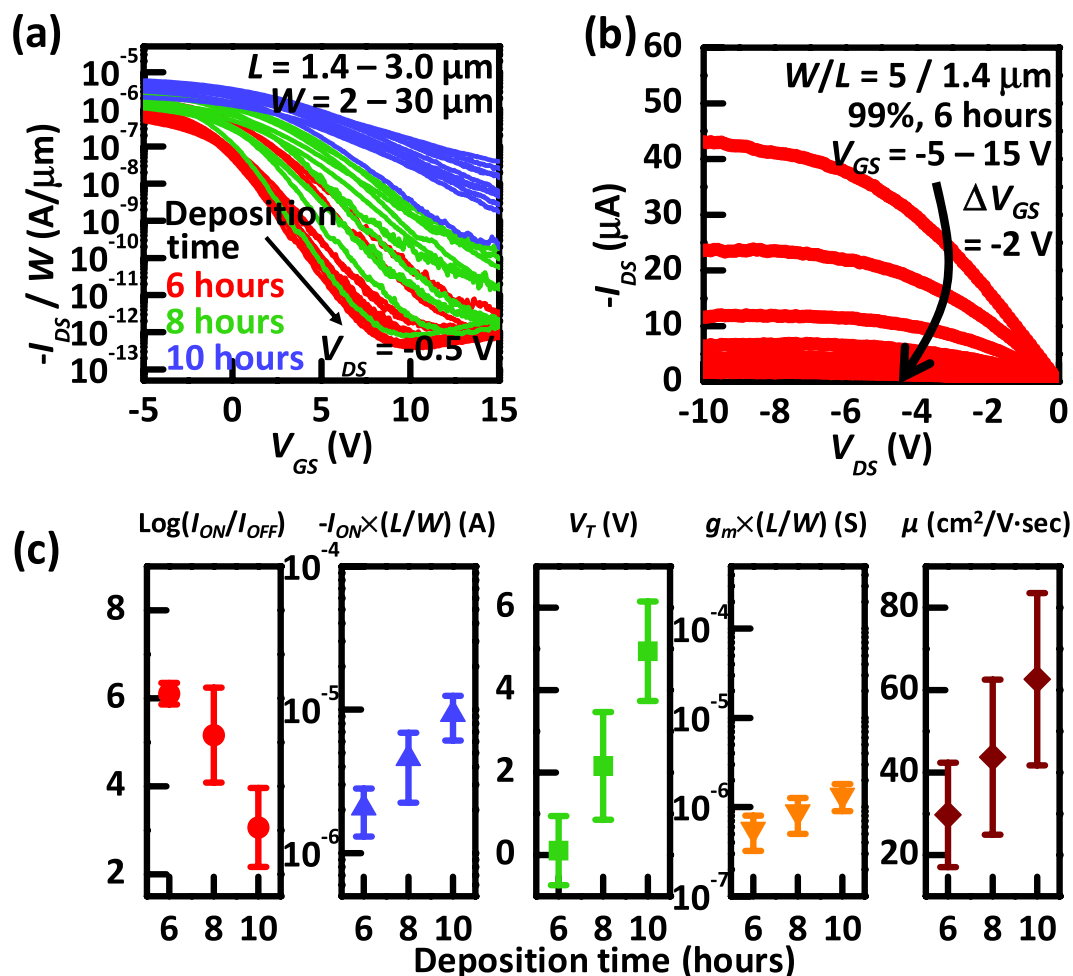 (a)
10⁻⁵
10⁻⁶
10⁻⁷
10⁻⁸
10⁻⁹
10⁻¹⁰
10⁻¹¹
10⁻¹²
10⁻¹³
-I_DS / W (A/μm)
L = 1.4 – 3.0 μm
W = 2 – 30 μm
Deposition
time
6 hours
8 hours
10 hours
V_DS = -0.5 V
-5 0 5 10 15
V_GS (V)
(b)
60
50
40
30
20
10
0
-I_DS (μA)
W/L = 5 / 1.4 μm
99%, 6 hours
V_GS = -5 – 15 V
ΔV_GS
= -2 V
-10 -8 -6 -4 -2 0
V_DS (V)
(c)
Log(I_ON/I_OFF)
8
6
4
2
6 8 10
-I_ON×(L/W) (A)
10⁻⁴
10⁻⁵
10⁻⁶
6 8 10
V_T (V)
6
4
2
0
6 8 10
g_m×(L/W) (S)
10⁻⁴
10⁻⁵
10⁻⁶
10⁻⁷
6 8 10
μ (cm²/V·sec)
80
60
40
20
6 8 10
Deposition time (hours)